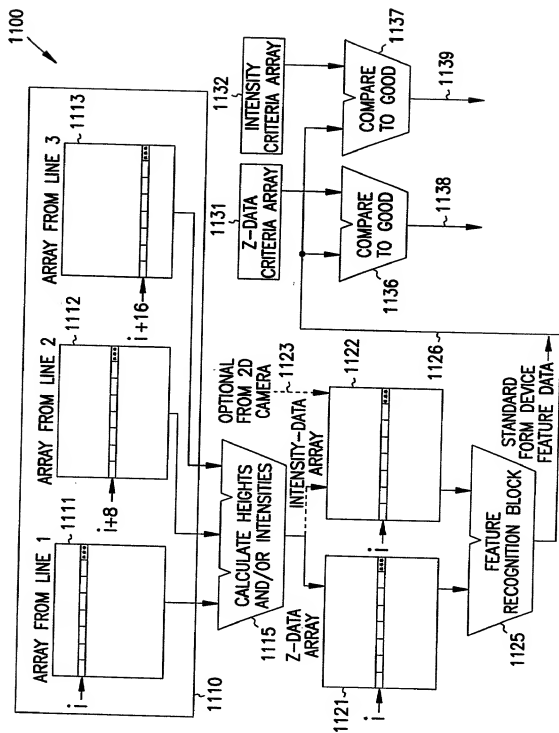 1100
ARRAY FROM LINE 1
1111
i
ARRAY FROM LINE 2
1112
i+8
ARRAY FROM LINE 3
1113
i+16
1110
CALCULATE HEIGHTS
AND/OR INTENSITIES
1115
OPTIONAL
FROM 2D
CAMERA
1123
Z-DATA
ARRAY
1121
i
INTENSITY-DATA
ARRAY
1122
i
FEATURE
RECOGNITION BLOCK
1125
STANDARD
FORM DEVICE
FEATURE DATA
1126
1131
Z-DATA
CRITERIA ARRAY
1132
INTENSITY
CRITERIA ARRAY
COMPARE
TO GOOD
1136
1138
COMPARE
TO GOOD
1137
1139